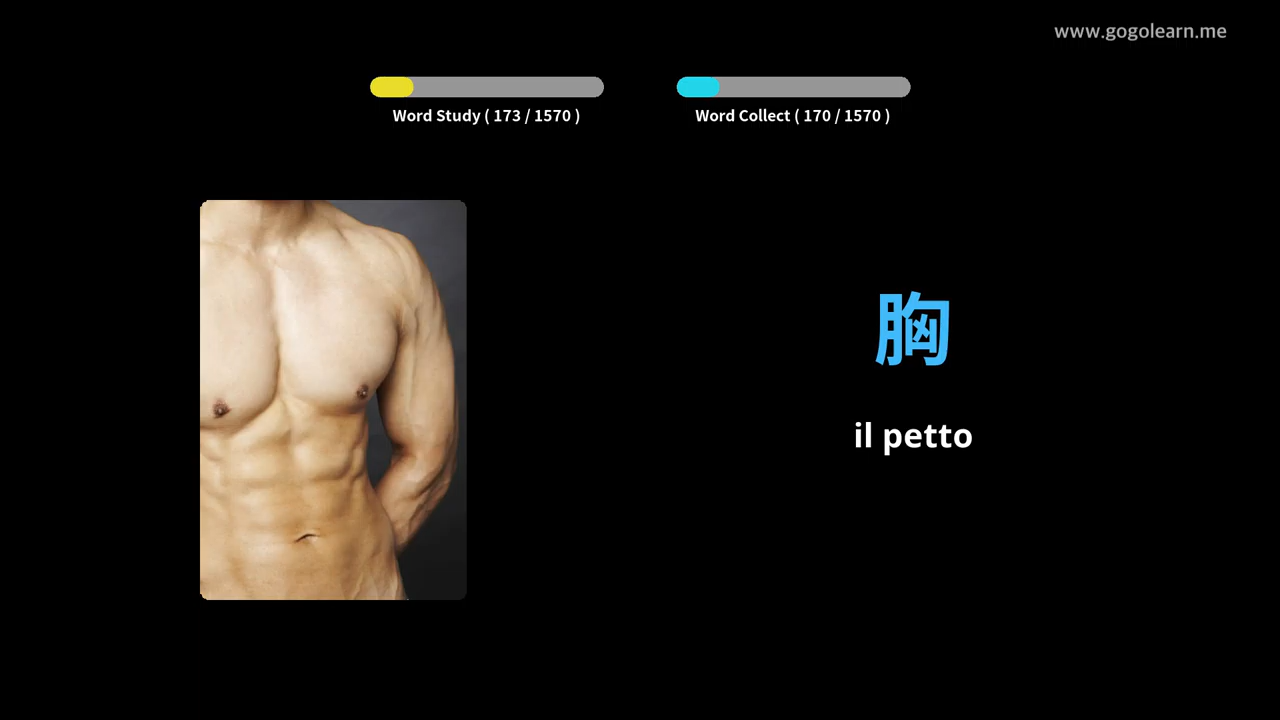 www.gogolearn.me
Word Study ( 173 / 1570 )
Word Collect ( 170 / 1570 )
胸
il petto